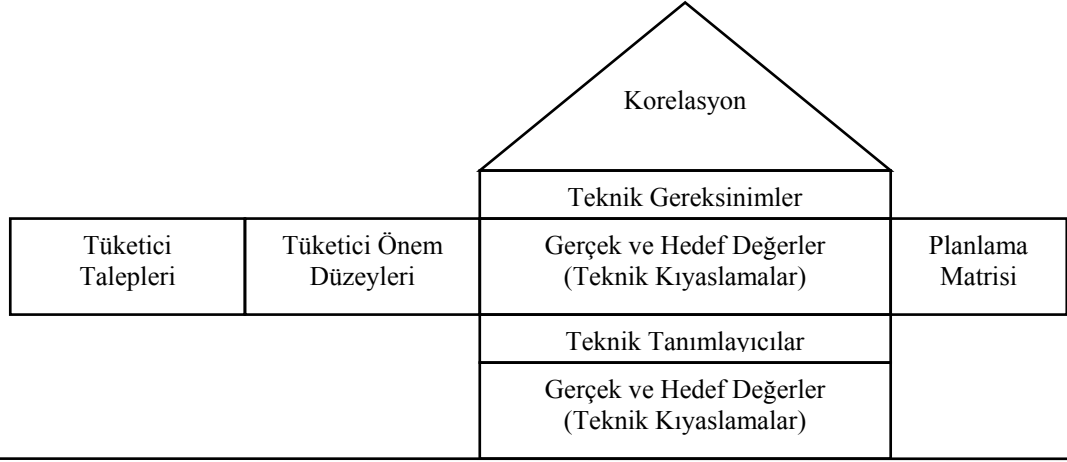 Korelasyon
Teknik Gereksinimler
Tüketici
Talepleri
Tüketici Önem
Düzeyleri
Gerçek ve Hedef Değerler
(Teknik Kıyaslamalar)
Planlama
Matrisi
Teknik Tanımlayıcılar
Gerçek ve Hedef Değerler
(Teknik Kıyaslamalar)